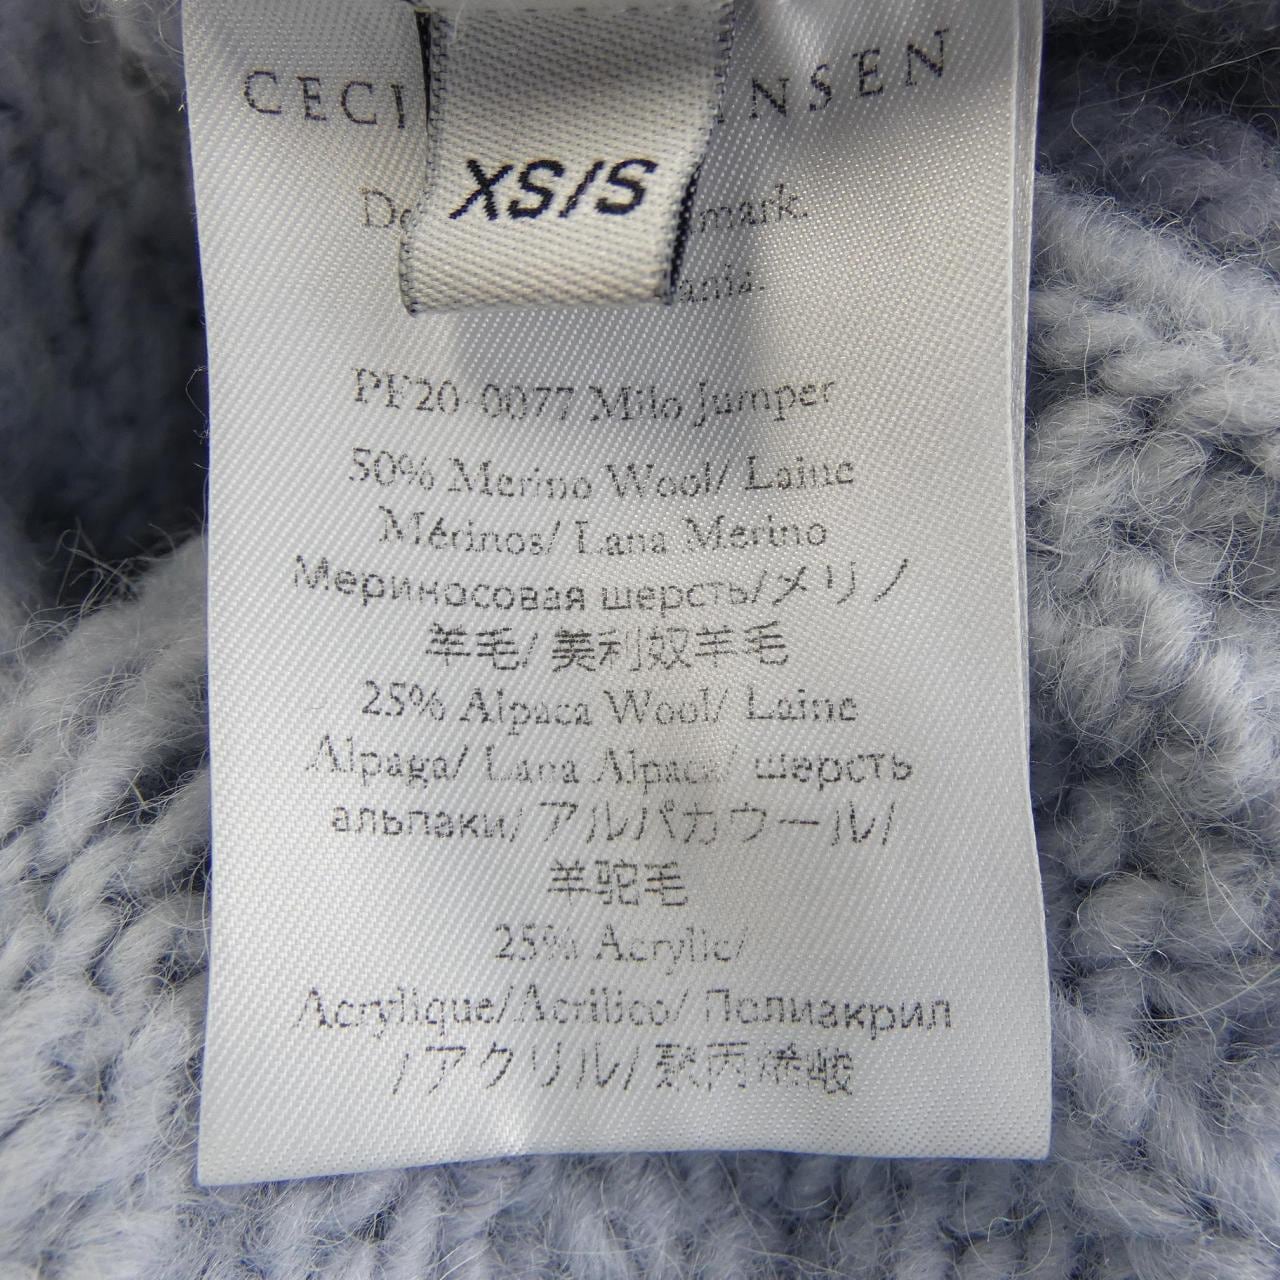 CECI NSEN
XS/S
mark.
PF20-0077 Milo Jumper
50% Merino Wool/ Laine
Mérinos/ Lana Merino
Мериносовая шерсть/メリノ
羊毛/ 美利奴羊毛
25% Alpaca Wool/ Laine
Alpaga/ Lana Alpaca/ шерсть
альпаки/ アルパカウール/
羊驼毛
25% Acrylic/
Acrylique/Acrilico/ Полиакрил
/アクリル/ 聚丙烯酸